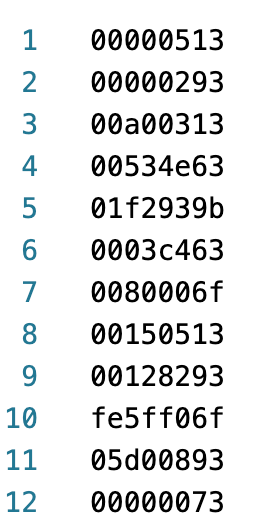 1 00000513
2 00000293
3 00a00313
4 00534e63
5 01f2939b
6 0003c463
7 0080006f
8 00150513
9 00128293
10 fe5ff06f
11 05d00893
12 00000073